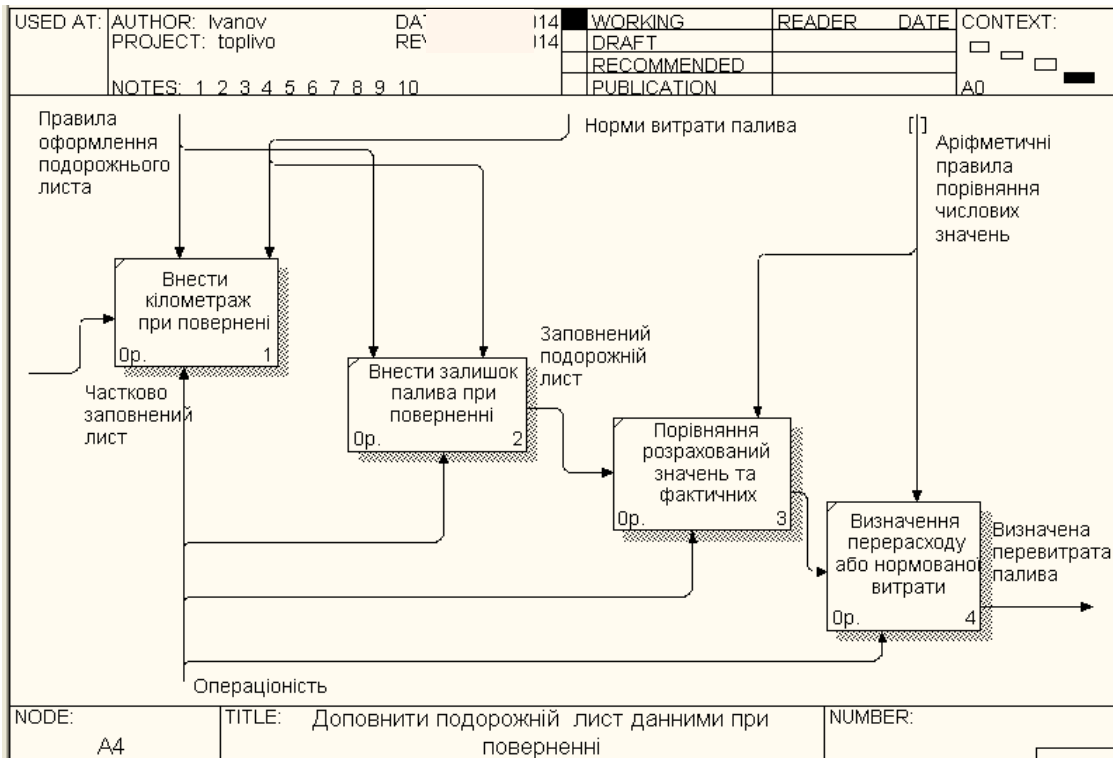 USED AT:
AUTHOR: Ivanov
PROJECT: toplivo
NOTES: 1 2 3 4 5 6 7 8 9 10
WORKING
DRAFT
RECOMMENDED
PUBLICATION
READER DATE
CONTEXT:
A0
Правила
оформлення
подорожнього
листа
Норми витрати палива
[ ]
Аріфметичні
правила
порівняння
числових
значень
Внести
кілометраж
при повернені
0р. 1
Частково
заповнений
лист
Внести залишок
палива при
поверненні
0р. 2
Заповнений
подорожній
лист
Порівняння
розрахований
значень та
фактичних
0р. 3
Визначення
перерасходу
або нормованої
витрати
0р. 4
Визначена
перевитрата
палива
Операціоність
NODE:
A4
TITLE: Доповнити подорожній лист данними при
поверненні
NUMBER: